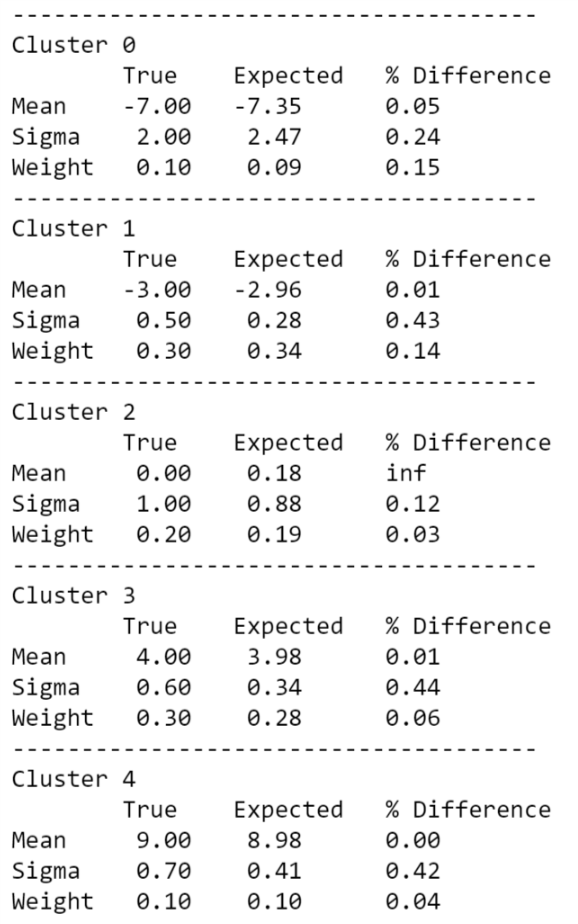 --------------------------------------
Cluster 0
True Expected % Difference
Mean -7.00 -7.35 0.05
Sigma 2.00 2.47 0.24
Weight 0.10 0.09 0.15
--------------------------------------
Cluster 1
True Expected % Difference
Mean -3.00 -2.96 0.01
Sigma 0.50 0.28 0.43
Weight 0.30 0.34 0.14
--------------------------------------
Cluster 2
True Expected % Difference
Mean 0.00 0.18 inf
Sigma 1.00 0.88 0.12
Weight 0.20 0.19 0.03
--------------------------------------
Cluster 3
True Expected % Difference
Mean 4.00 3.98 0.01
Sigma 0.60 0.34 0.44
Weight 0.30 0.28 0.06
--------------------------------------
Cluster 4
True Expected % Difference
Mean 9.00 8.98 0.00
Sigma 0.70 0.41 0.42
Weight 0.10 0.10 0.04